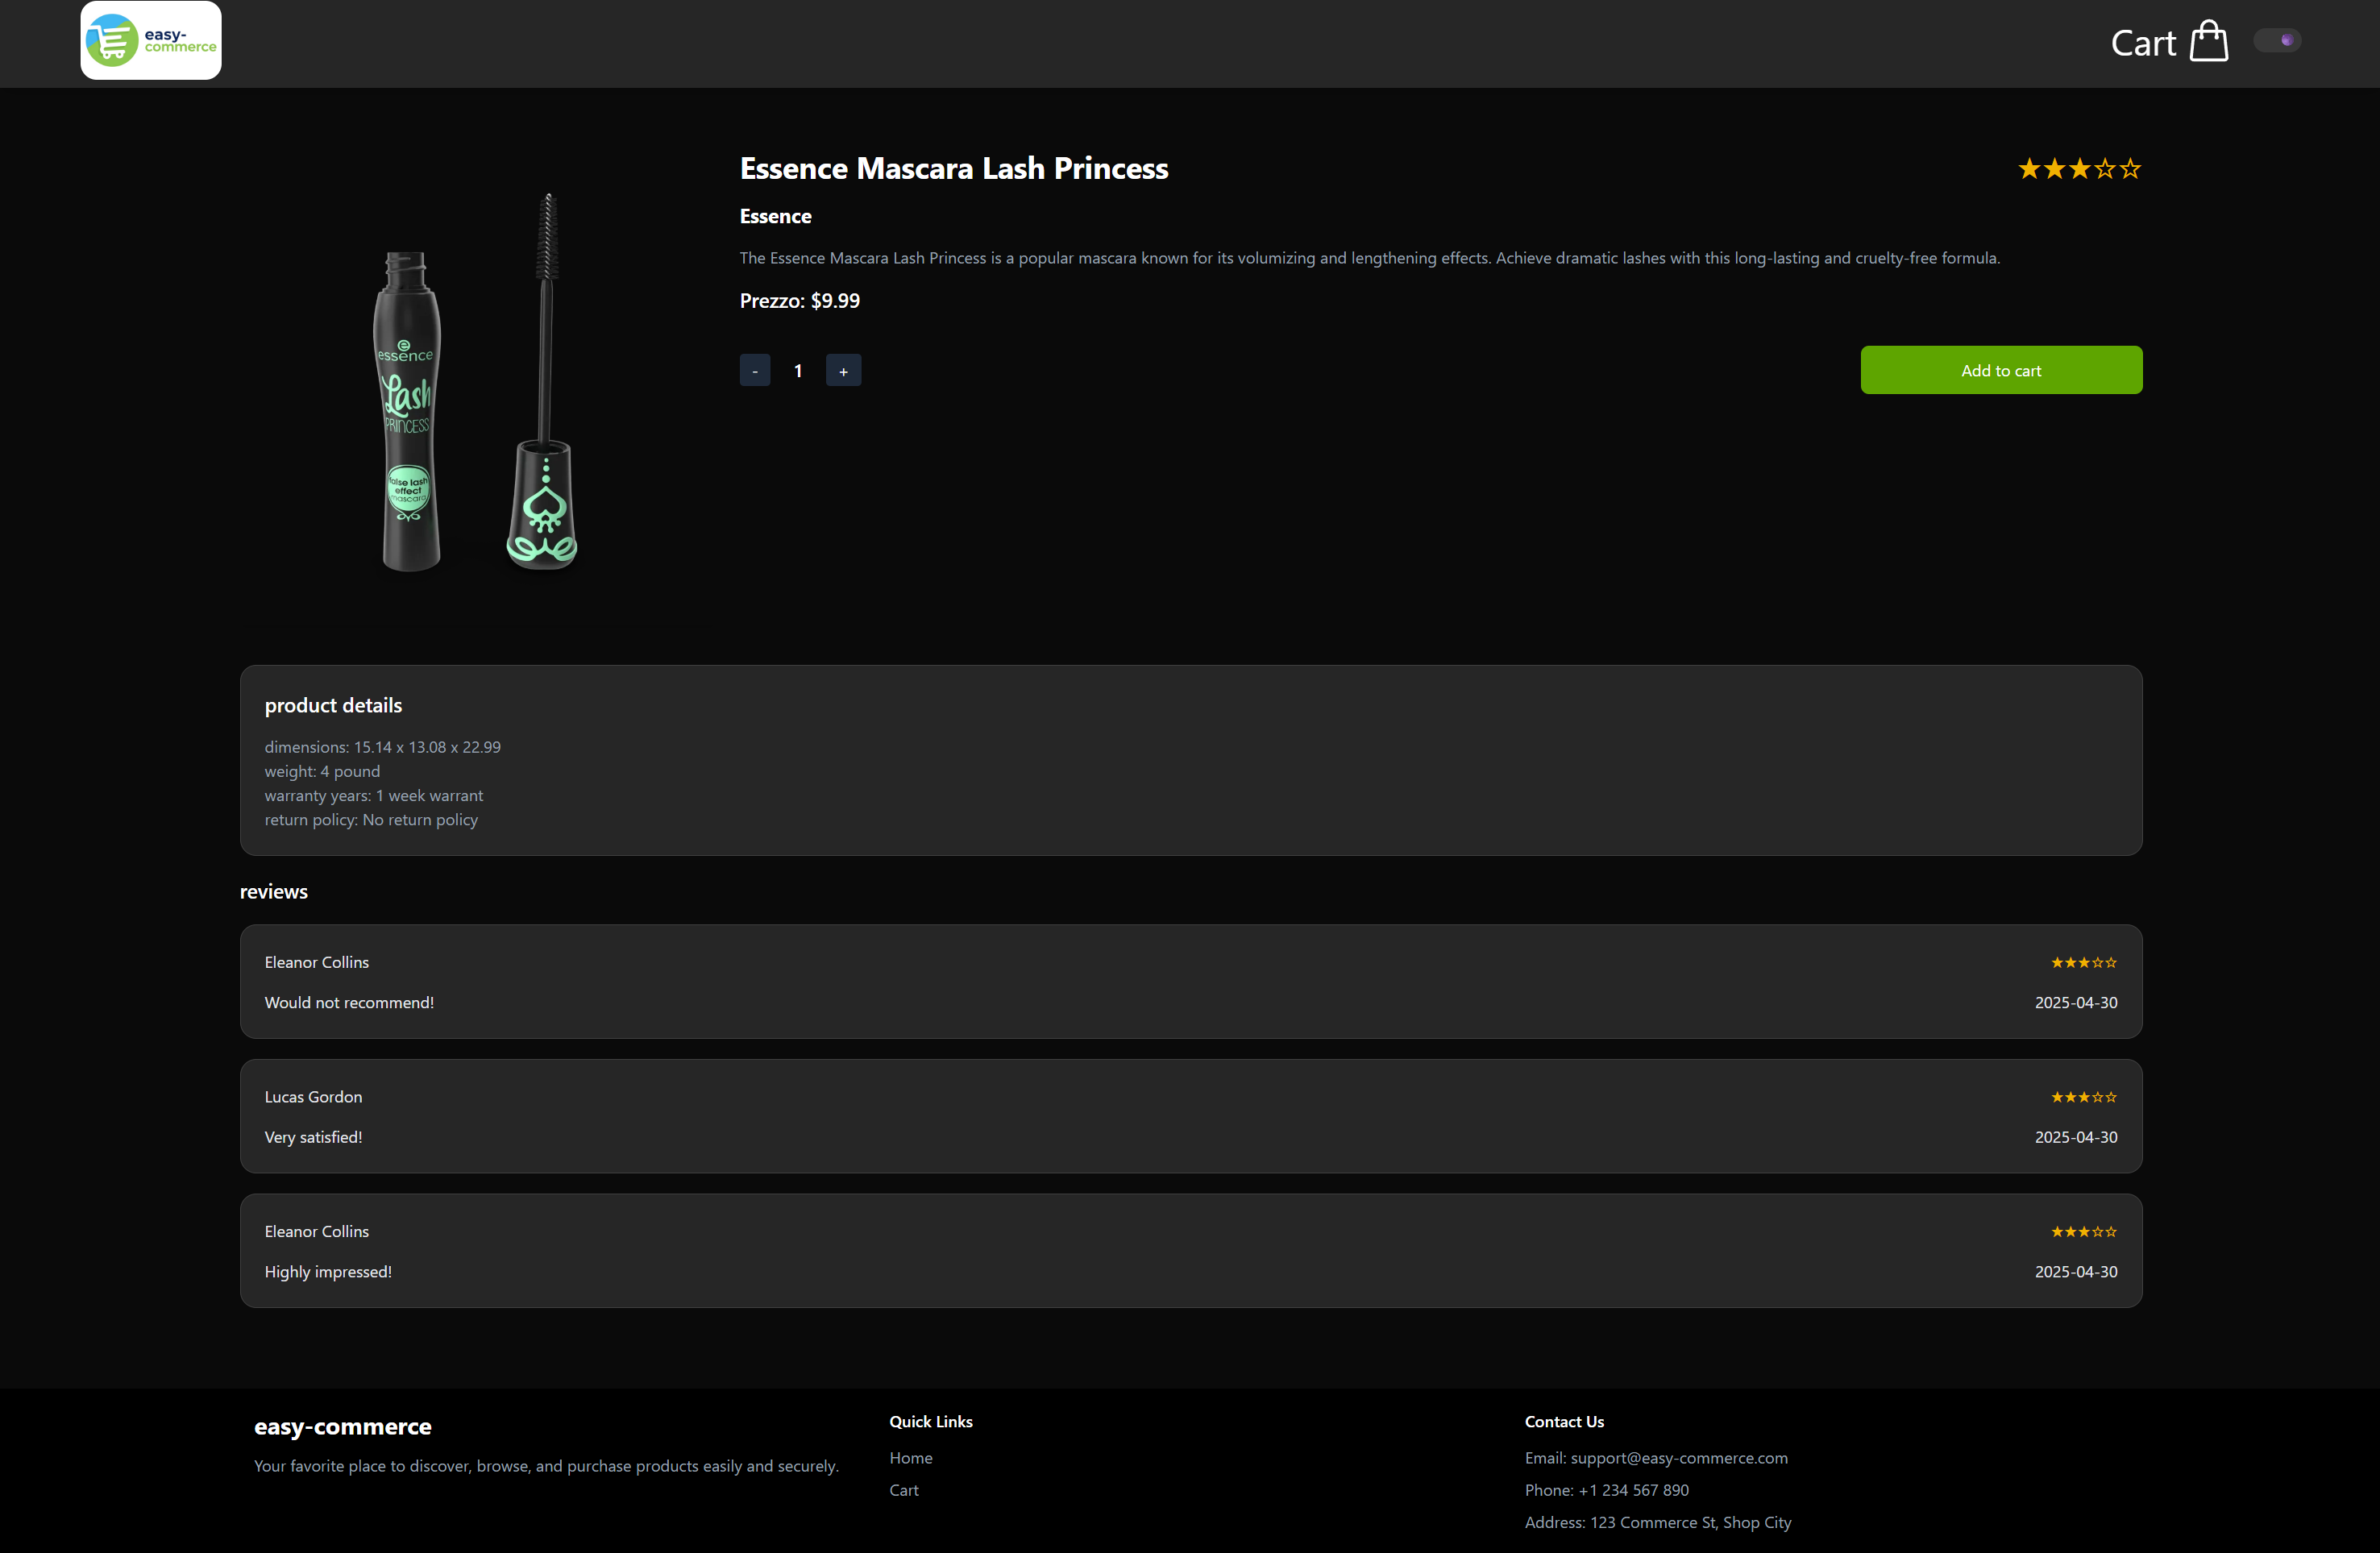 easy-
commerce
Cart
Essence Mascara Lash Princess
★★★☆☆
Essence
The Essence Mascara Lash Princess is a popular mascara known for its volumizing and lengthening effects. Achieve dramatic lashes with this long-lasting and cruelty-free formula.
Prezzo: $9.99
- 1 +
Add to cart
essence
Lash
PRINCESS
false lash
effect
mascara
product details
dimensions: 15.14 x 13.08 x 22.99
weight: 4 pound
warranty years: 1 week warrant
return policy: No return policy
reviews
Eleanor Collins
★★★☆☆
Would not recommend!
2025-04-30
Lucas Gordon
★★★☆☆
Very satisfied!
2025-04-30
Eleanor Collins
★★★☆☆
Highly impressed!
2025-04-30
easy-commerce
Your favorite place to discover, browse, and purchase products easily and securely.
Quick Links
Home
Cart
Contact Us
Email: support@easy-commerce.com
Phone: +1 234 567 890
Address: 123 Commerce St, Shop City